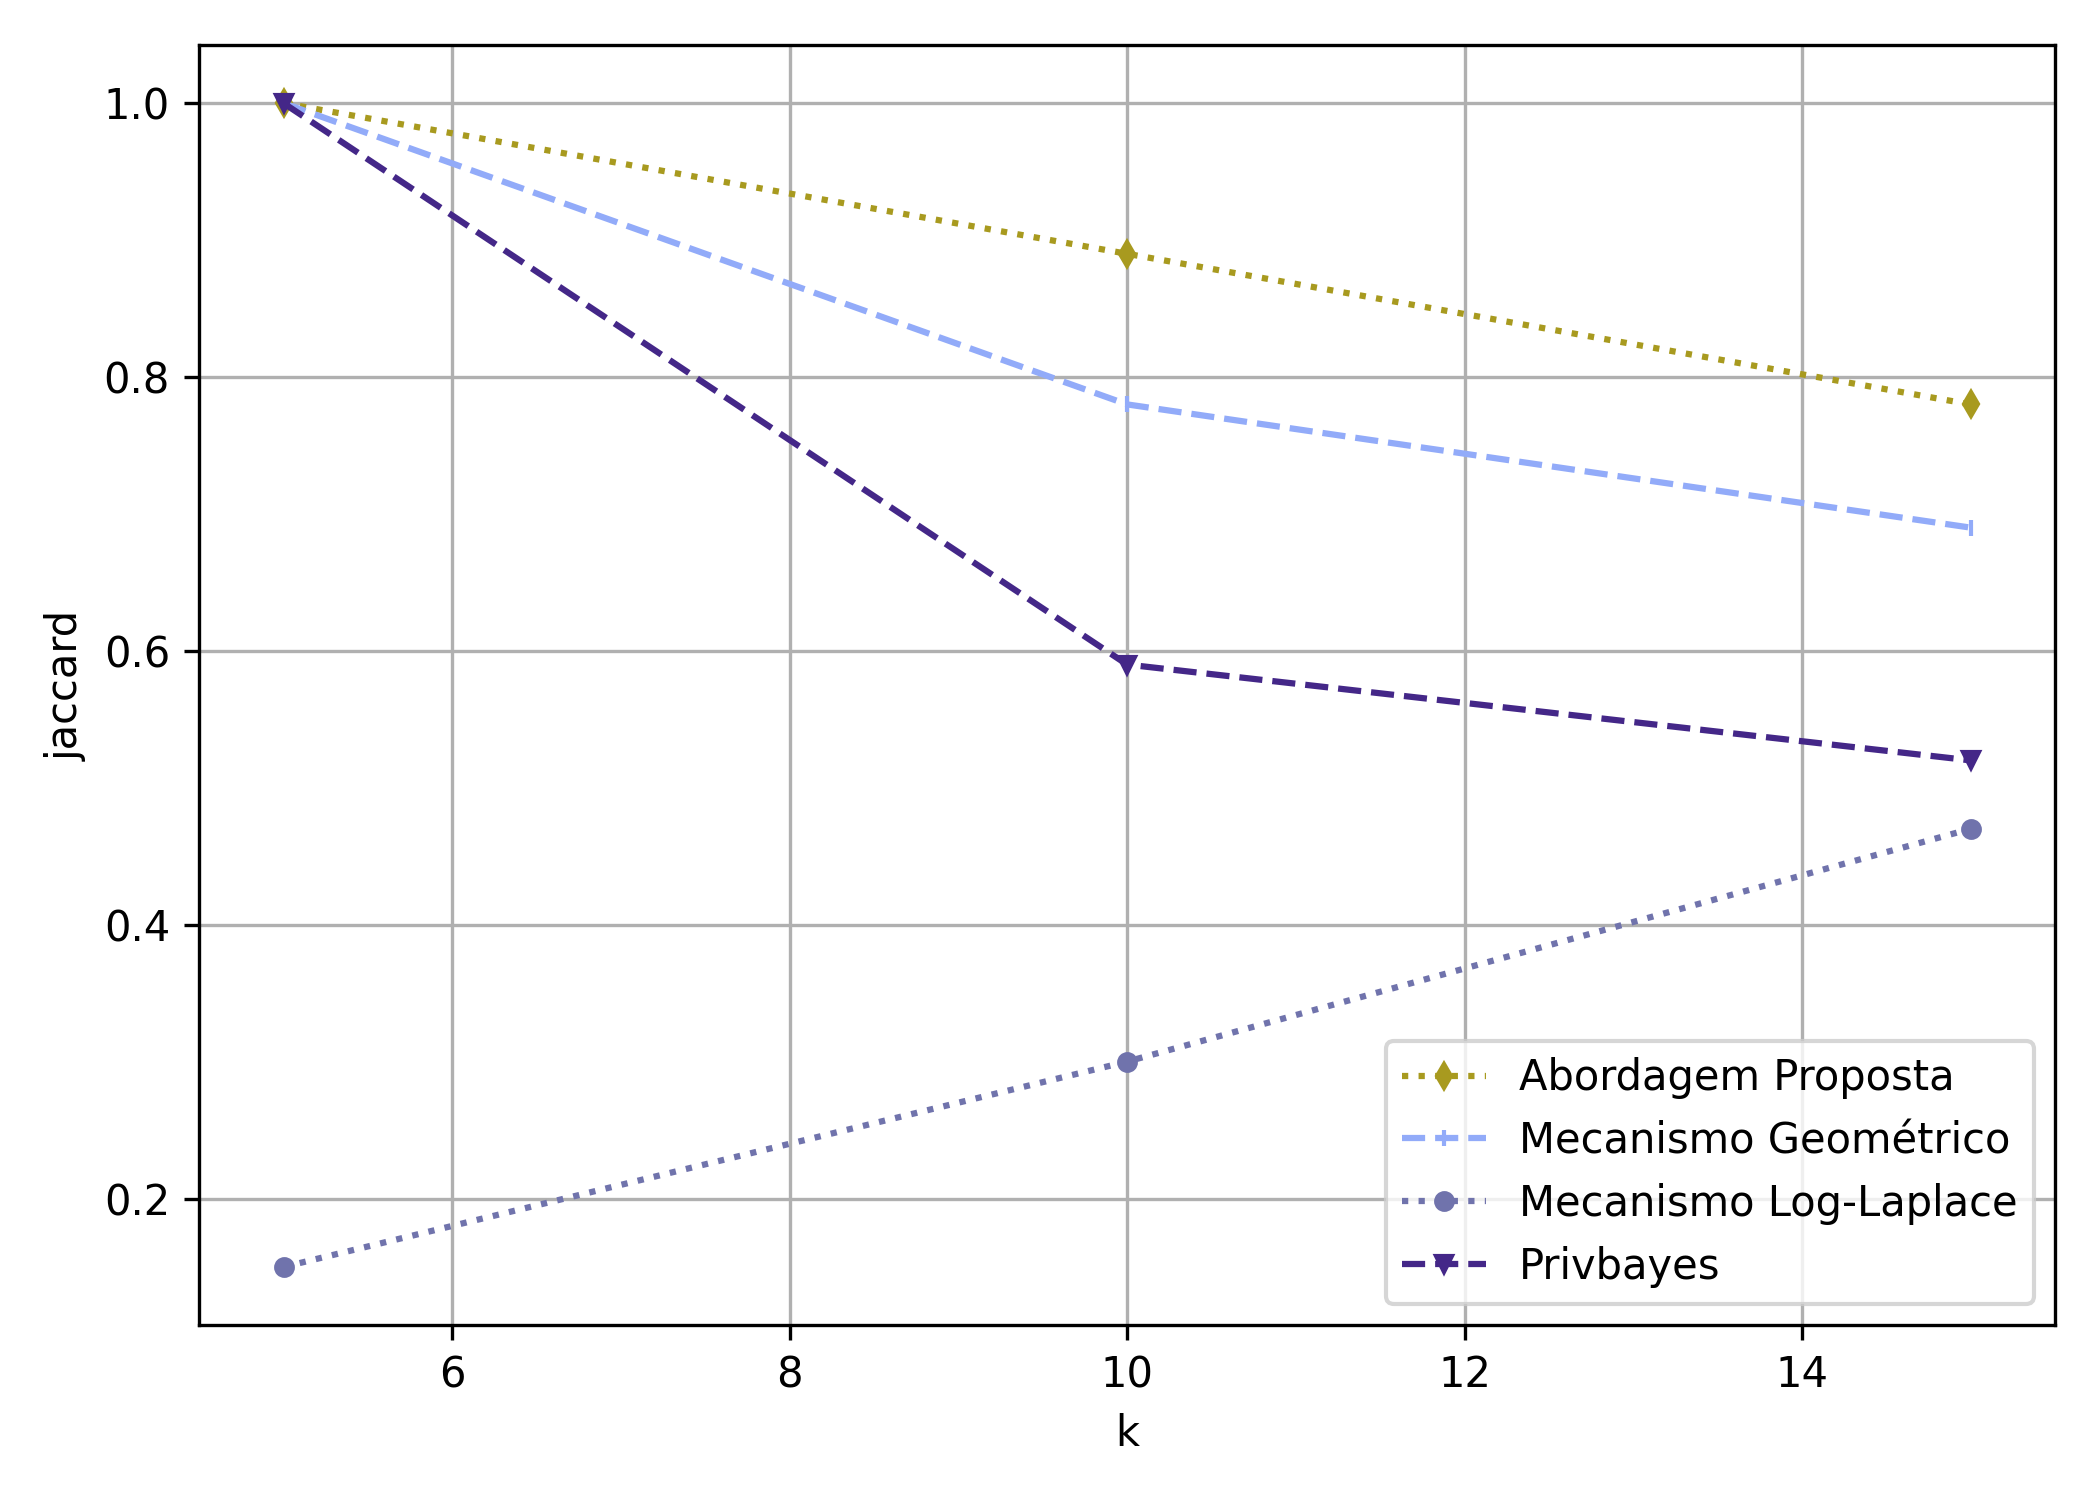 1.0
0.8
0.6
0.4
0.2
jaccard
6 8 10 12 14
k
Abordagem Proposta
Mecanismo Geométrico
Mecanismo Log-Laplace
Privbayes